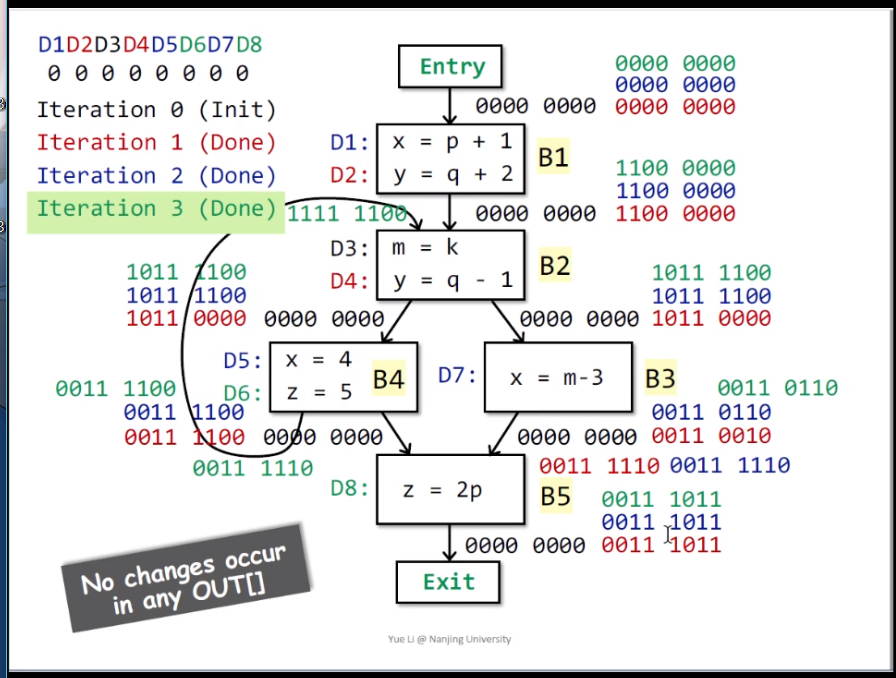 D1D2D3D4D5D6D7D8
0 0 0 0 0 0 0 0
Iteration 0 (Init)
Iteration 1 (Done)
Iteration 2 (Done)
Iteration 3 (Done)
Entry
0000 0000
0000 0000
0000 0000
0000 0000
D1: x = p + 1
D2: y = q + 2
B1
1100 0000
1100 0000
0000 0000 1100 0000
1111 1100
D3: m = k
D4: y = q - 1
B2
1011 1100
1011 1100
1011 0000 0000 0000
1011 1100
1011 1100
0000 0000 1011 0000
D5: x = 4
D6: z = 5
B4
D7: x = m-3
B3
0011 1100
0011 1100
0011 1100 0000 0000
0011 0110
0011 0110
0000 0000 0011 0010
0011 1110
0011 1110 0011 1110
D8: z = 2p
B5
0011 1011
0011 1011
0000 0000 0011 1011
Exit
No changes occur
in any OUT[]
Yue Li @ Nanjing University